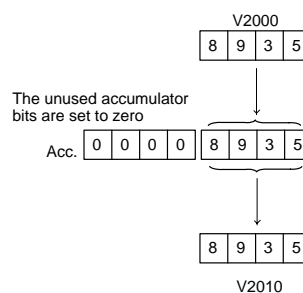 V2000
8 9 3 5
The unused accumulator
bits are set to zero
Acc. 0 0 0 0 8 9 3 5
8 9 3 5
V2010